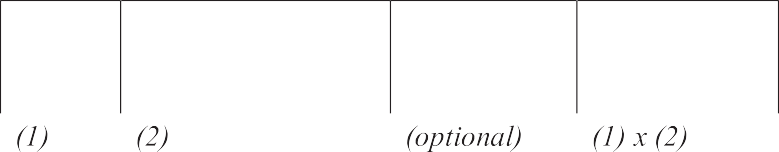 (1) (2) (optional) (1) x (2)